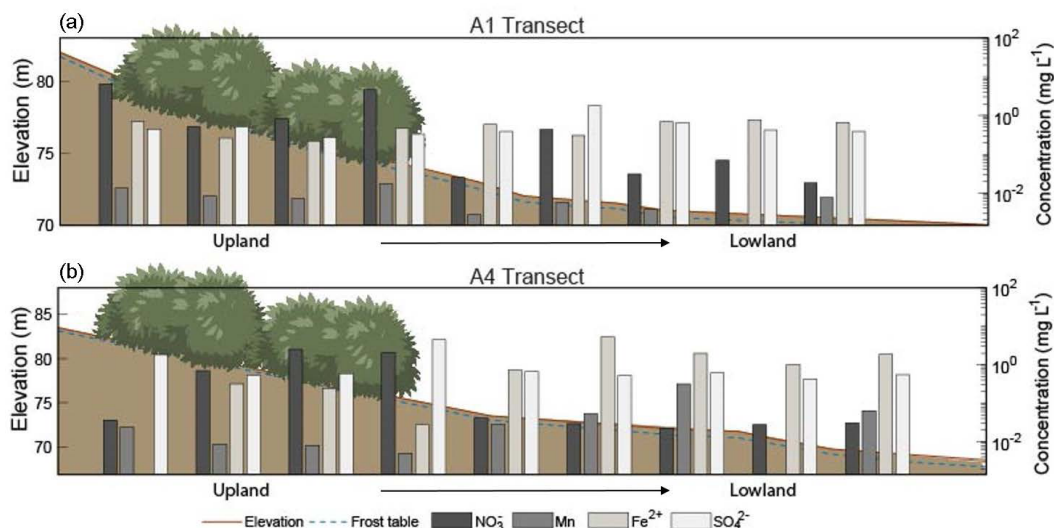 (a) A1 Transect
Elevation (m)
80
75
70
10² 10⁰ 10⁻²
Concentration (mg L⁻¹)
Upland Lowland
(b) A4 Transect
Elevation (m)
85
80
75
70
10² 10⁰ 10⁻²
Concentration (mg L⁻¹)
Upland Lowland
Elevation Frost table NO₃⁻ Mn Fe²⁺ SO₄²⁻